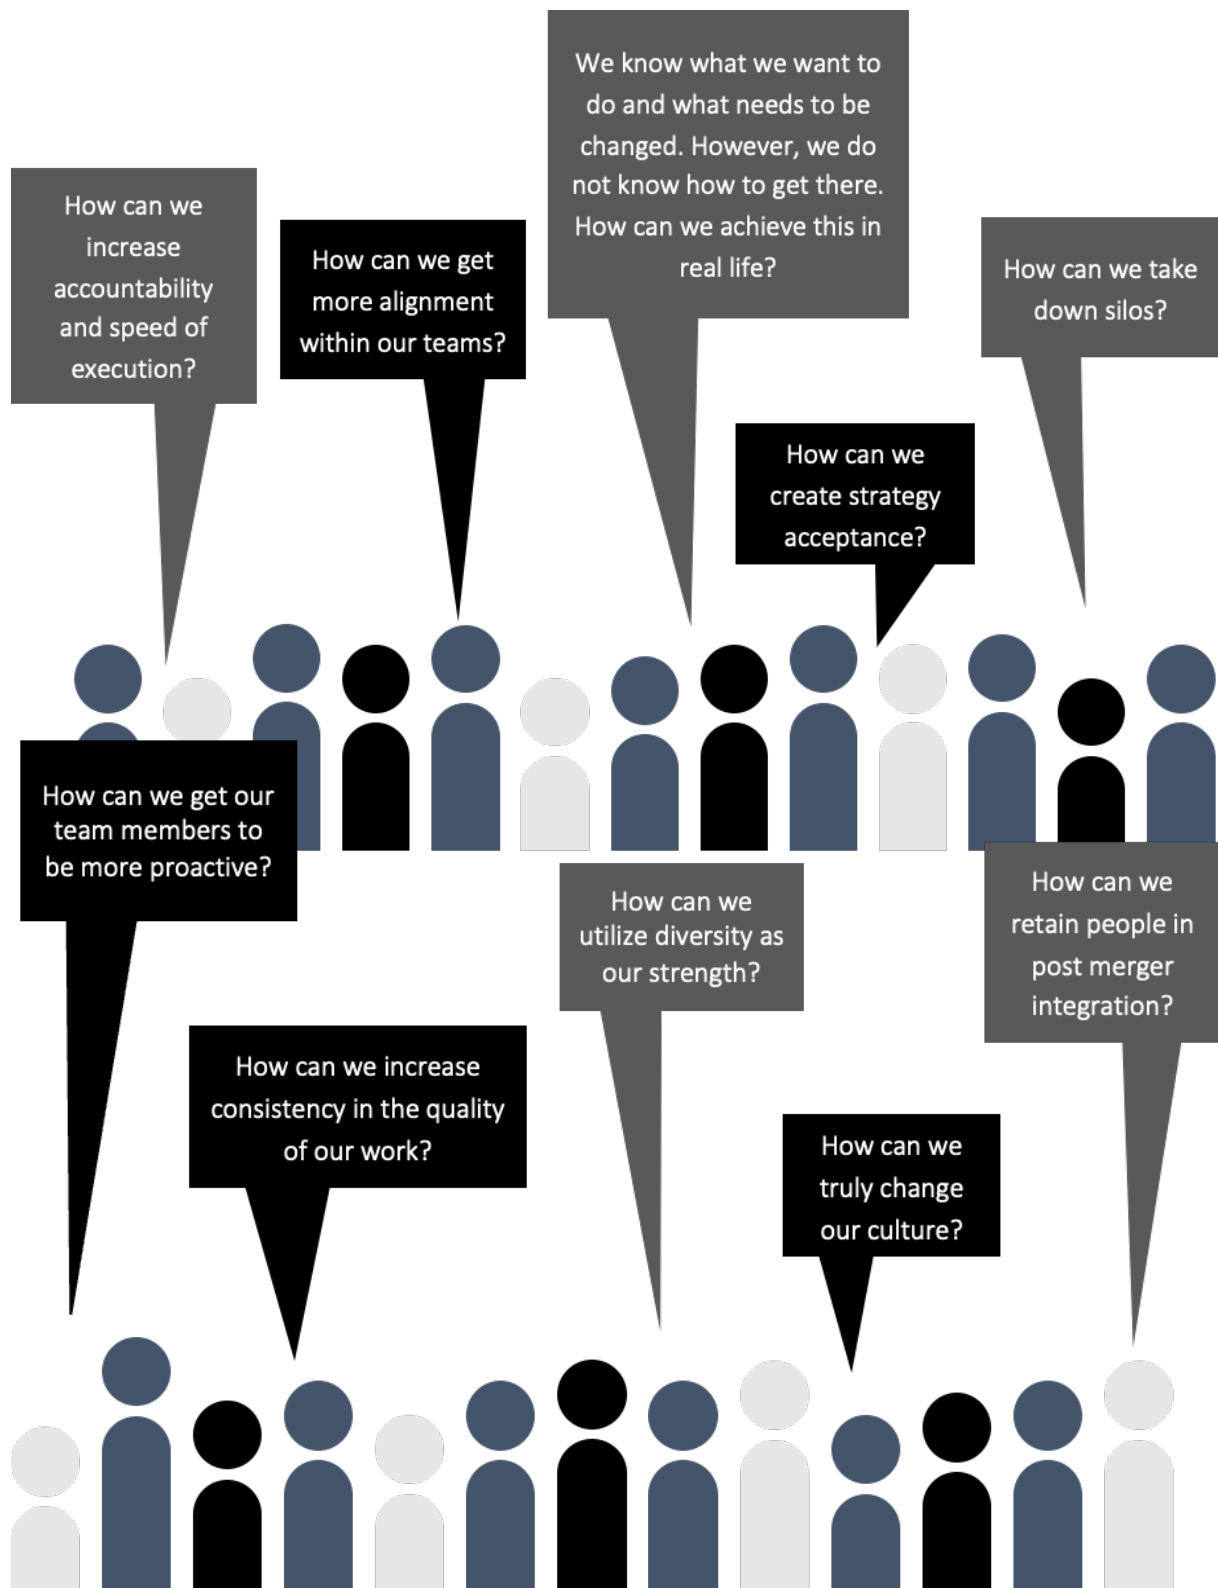 How can we
increase
accountability
and speed of
execution?
How can we get
more alignment
within our teams?
We know what we want to
do and what needs to be
changed. However, we do
not know how to get there.
How can we achieve this in
real life?
How can we
create strategy
acceptance?
How can we take
down silos?
How can we get our
team members to
be more proactive?
How can we increase
consistency in the quality
of our work?
How can we
utilize diversity as
our strength?
How can we
truly change
our culture?
How can we
retain people in
post merger
integration?